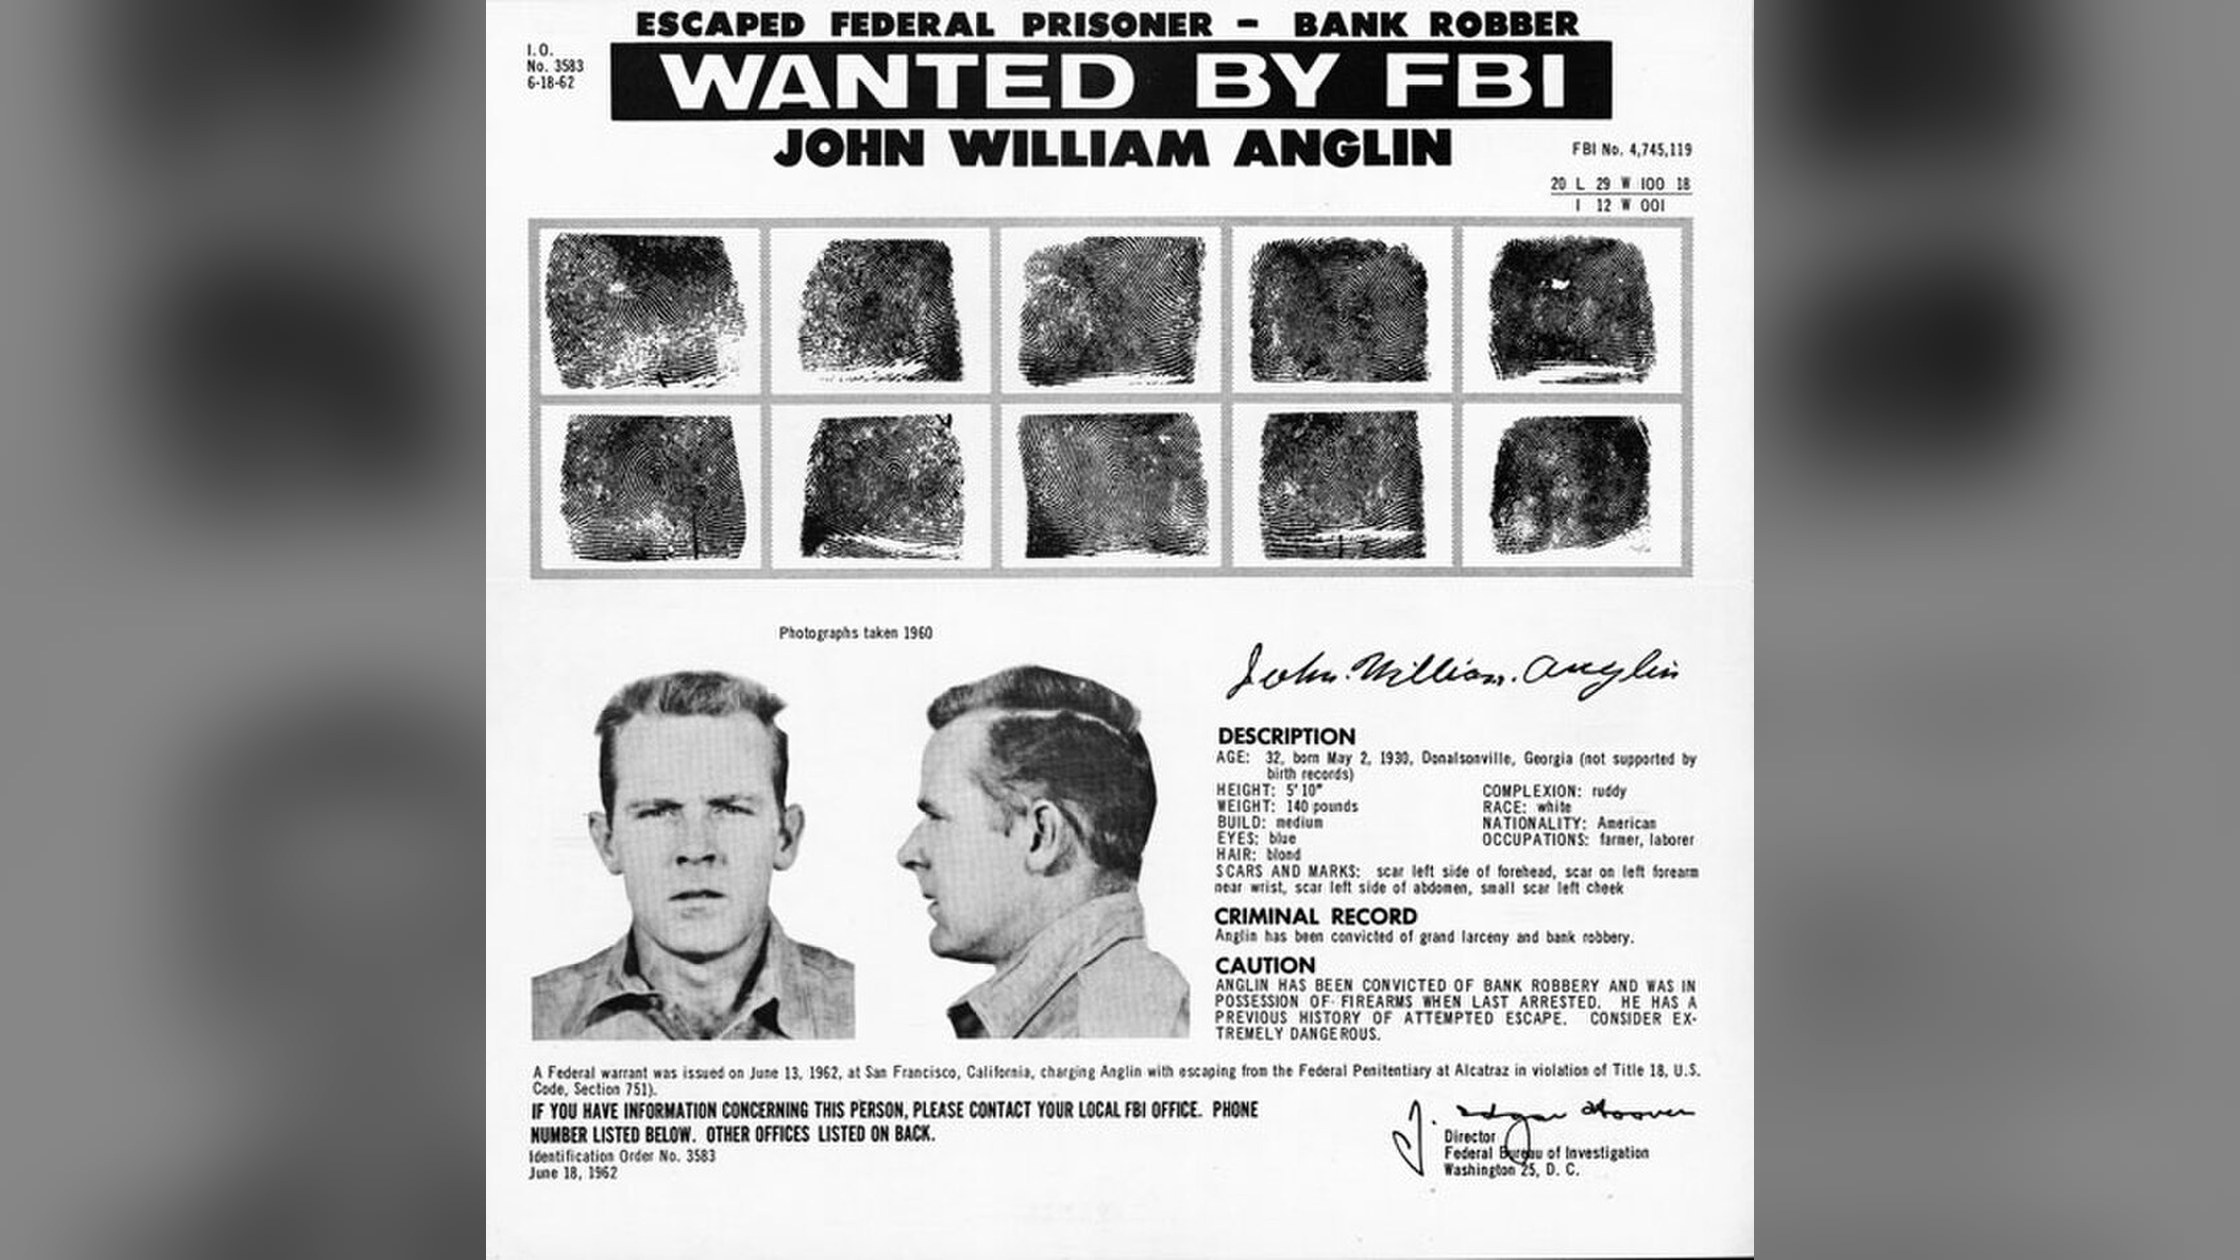 ESCAPED FEDERAL PRISONER - BANK ROBBER
I.O.
No. 3583
6-18-62
WANTED BY FBI
JOHN WILLIAM ANGLIN
FBI No. 4,745,119
20 L 29 W IOO 18
I 12 W OOI
Photographs taken 1960
John William Anglin
DESCRIPTION
AGE: 32, born May 2, 1930, Donalsonville, Georgia (not supported by
birth records)
HEIGHT: 5'10"
COMPLEXION: ruddy
WEIGHT: 140 pounds
RACE: white
BUILD: medium
NATIONALITY: American
EYES: blue
OCCUPATIONS: farmer, laborer
HAIR: blond
SCARS AND MARKS: scar left side of forehead, scar on left forearm
near wrist, scar left side of abdomen, small scar left cheek
CRIMINAL RECORD
Anglin has been convicted of grand larceny and bank robbery.
CAUTION
ANGLIN HAS BEEN CONVICTED OF BANK ROBBERY AND WAS IN
POSSESSION OF FIREARMS WHEN LAST ARRESTED. HE HAS A
PREVIOUS HISTORY OF ATTEMPTED ESCAPE. CONSIDER EX-
TREMELY DANGEROUS.
A Federal warrant was issued on June 13, 1962, at San Francisco, California, charging Anglin with escaping from the Federal Penitentiary at Alcatraz in violation of Title 18, U.S.
Code, Section 751).
IF YOU HAVE INFORMATION CONCERNING THIS PERSON, PLEASE CONTACT YOUR LOCAL FBI OFFICE. PHONE
NUMBER LISTED BELOW. OTHER OFFICES LISTED ON BACK.
Identification Order No. 3583
June 18, 1962
J. Edgar Hoover
Director
Federal Bureau of Investigation
Washington 25, D. C.